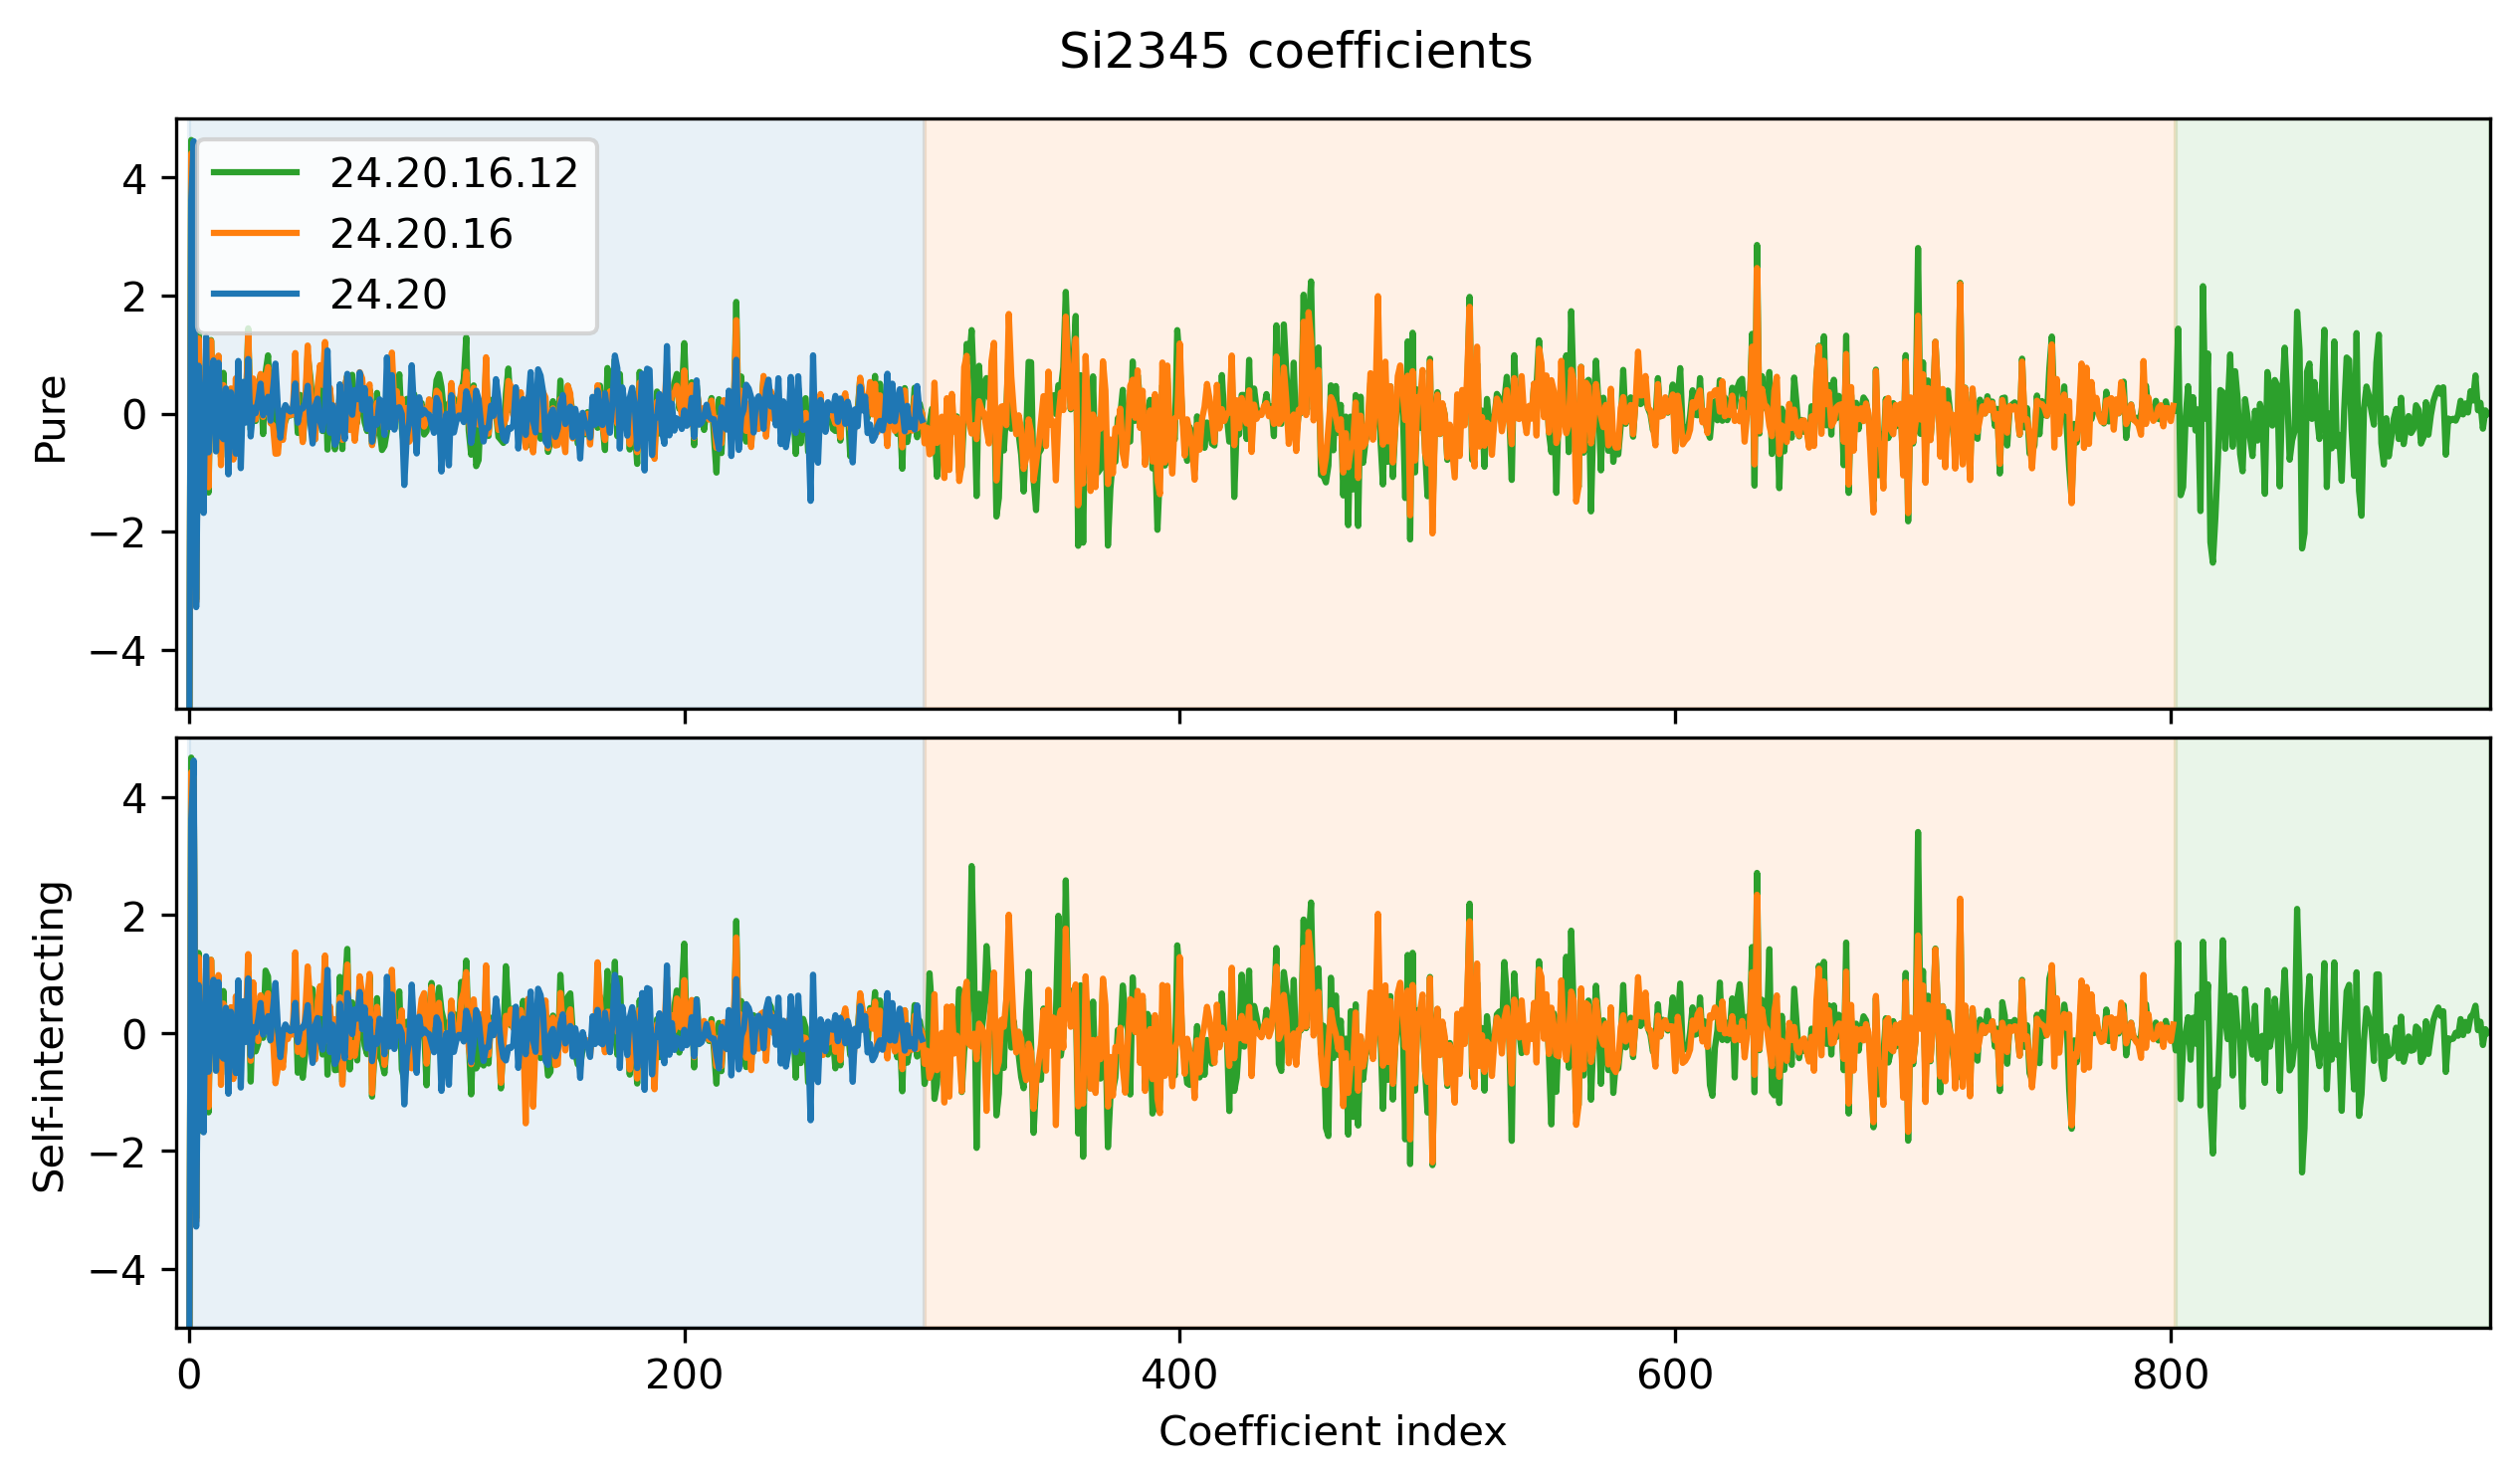 Si2345 coefficients
4
2
0
−2
−4
Pure
24.20.16.12
24.20.16
24.20
4
2
0
−2
−4
Self-interacting
0 200 400 600 800
Coefficient index